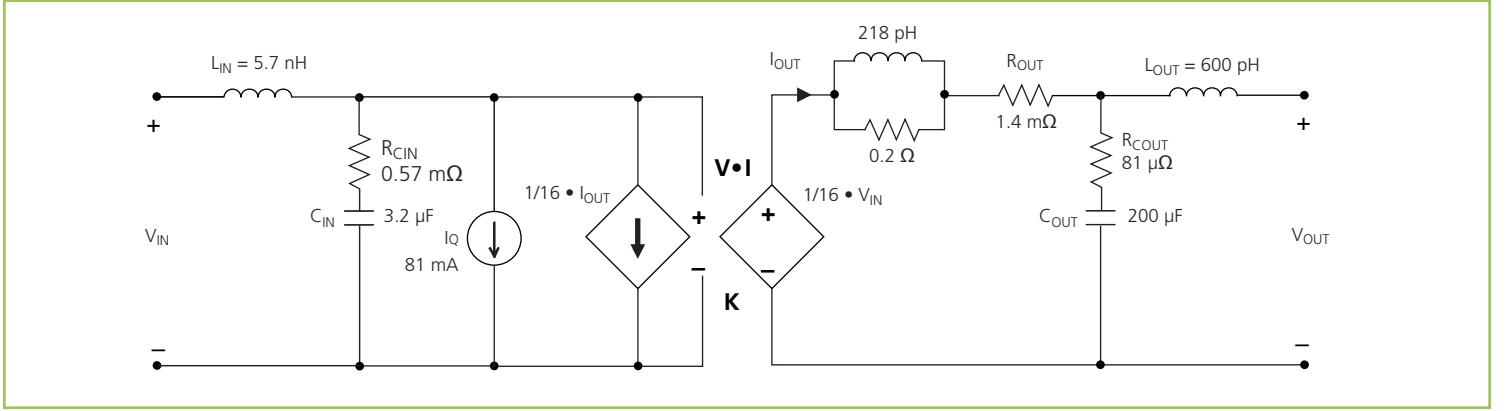 L_IN = 5.7 nH
+
R_CIN
0.57 mΩ
C_IN
3.2 µF
V_IN
I_Q
81 mA
1/16 • I_OUT
+
–
–
V•I
K
1/16 • V_IN
+
–
I_OUT
218 pH
0.2 Ω
R_OUT
1.4 mΩ
L_OUT = 600 pH
R_COUT
81 µΩ
C_OUT
200 µF
+
V_OUT
–